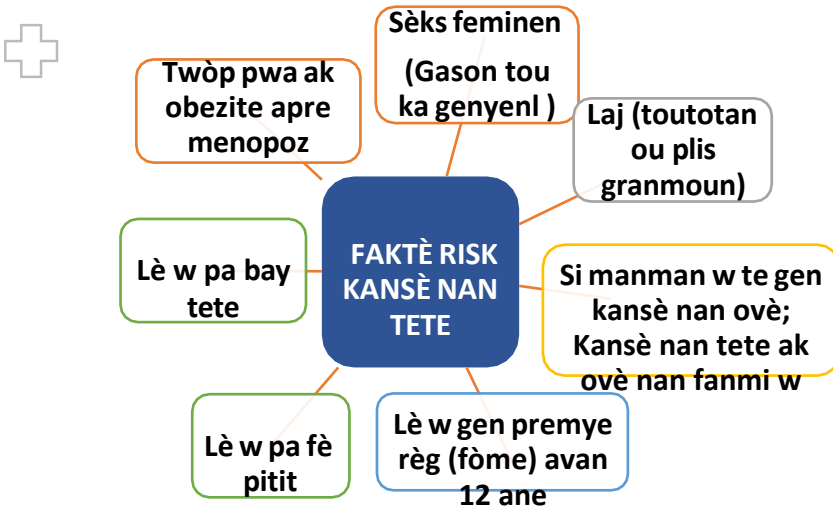 Sèks feminen
(Gason tou
ka genyenl )
Twòp pwa ak
obezite apre
menopoz
Laj (toutotan
ou plis
granmoun)
FAKTÈ RISK
KANSÈ NAN
TETE
Lè w pa bay
tete
Si manman w te gen
kansè nan ovè;
Kansè nan tete ak
ovè nan fanmi w
Lè w pa fè
pitit
Lè w gen premye
règ (fòme) avan
12 ane